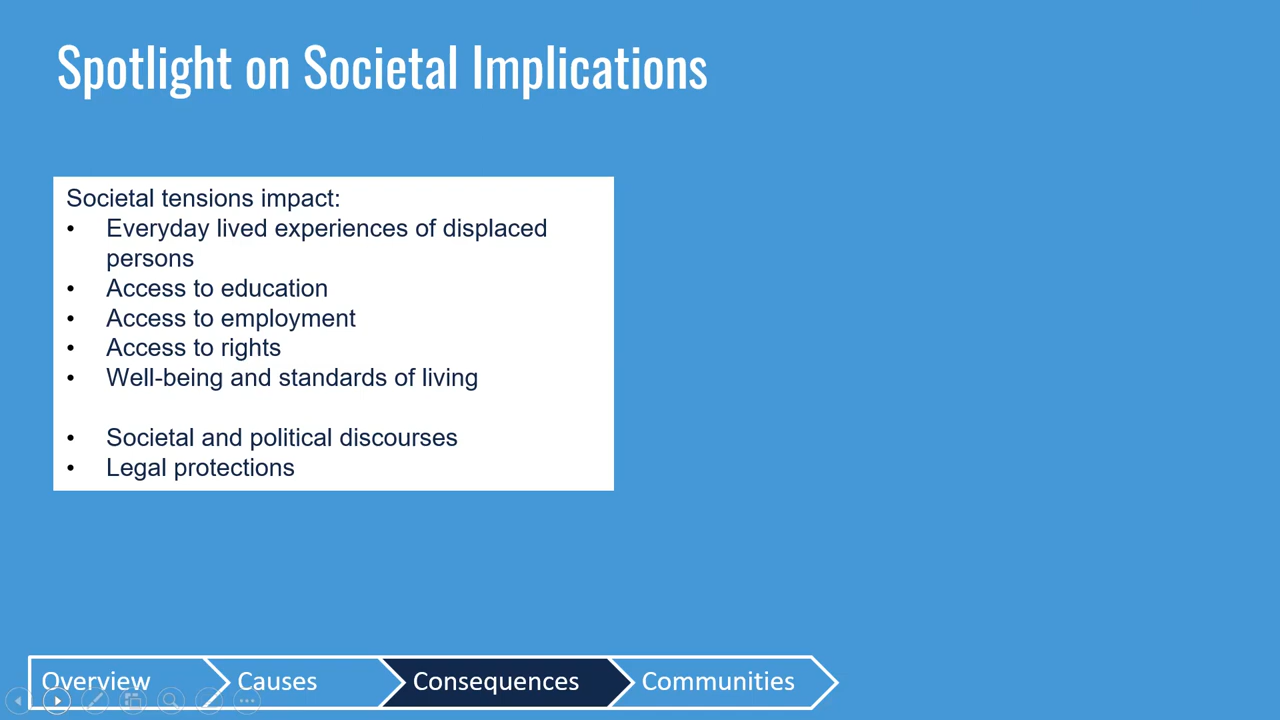 Spotlight on Societal Implications
Societal tensions impact:
• Everyday lived experiences of displaced
persons
• Access to education
• Access to employment
• Access to rights
• Well-being and standards of living
• Societal and political discourses
• Legal protections
Overview Causes Consequences Communities